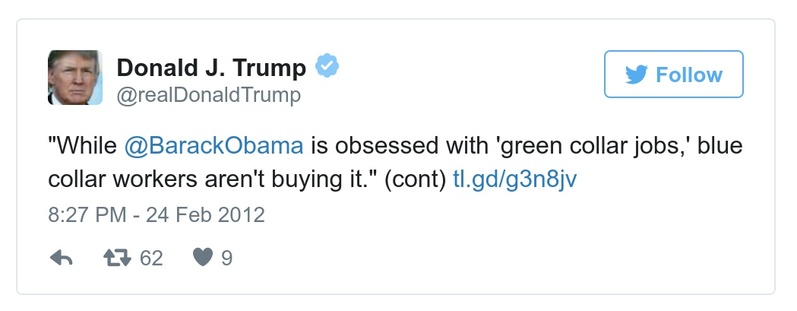 Donald J. Trump
@realDonaldTrump
Follow
"While @BarackObama is obsessed with 'green collar jobs,' blue
collar workers aren't buying it." (cont) tl.gd/g3n8jv
8:27 PM - 24 Feb 2012
62 9